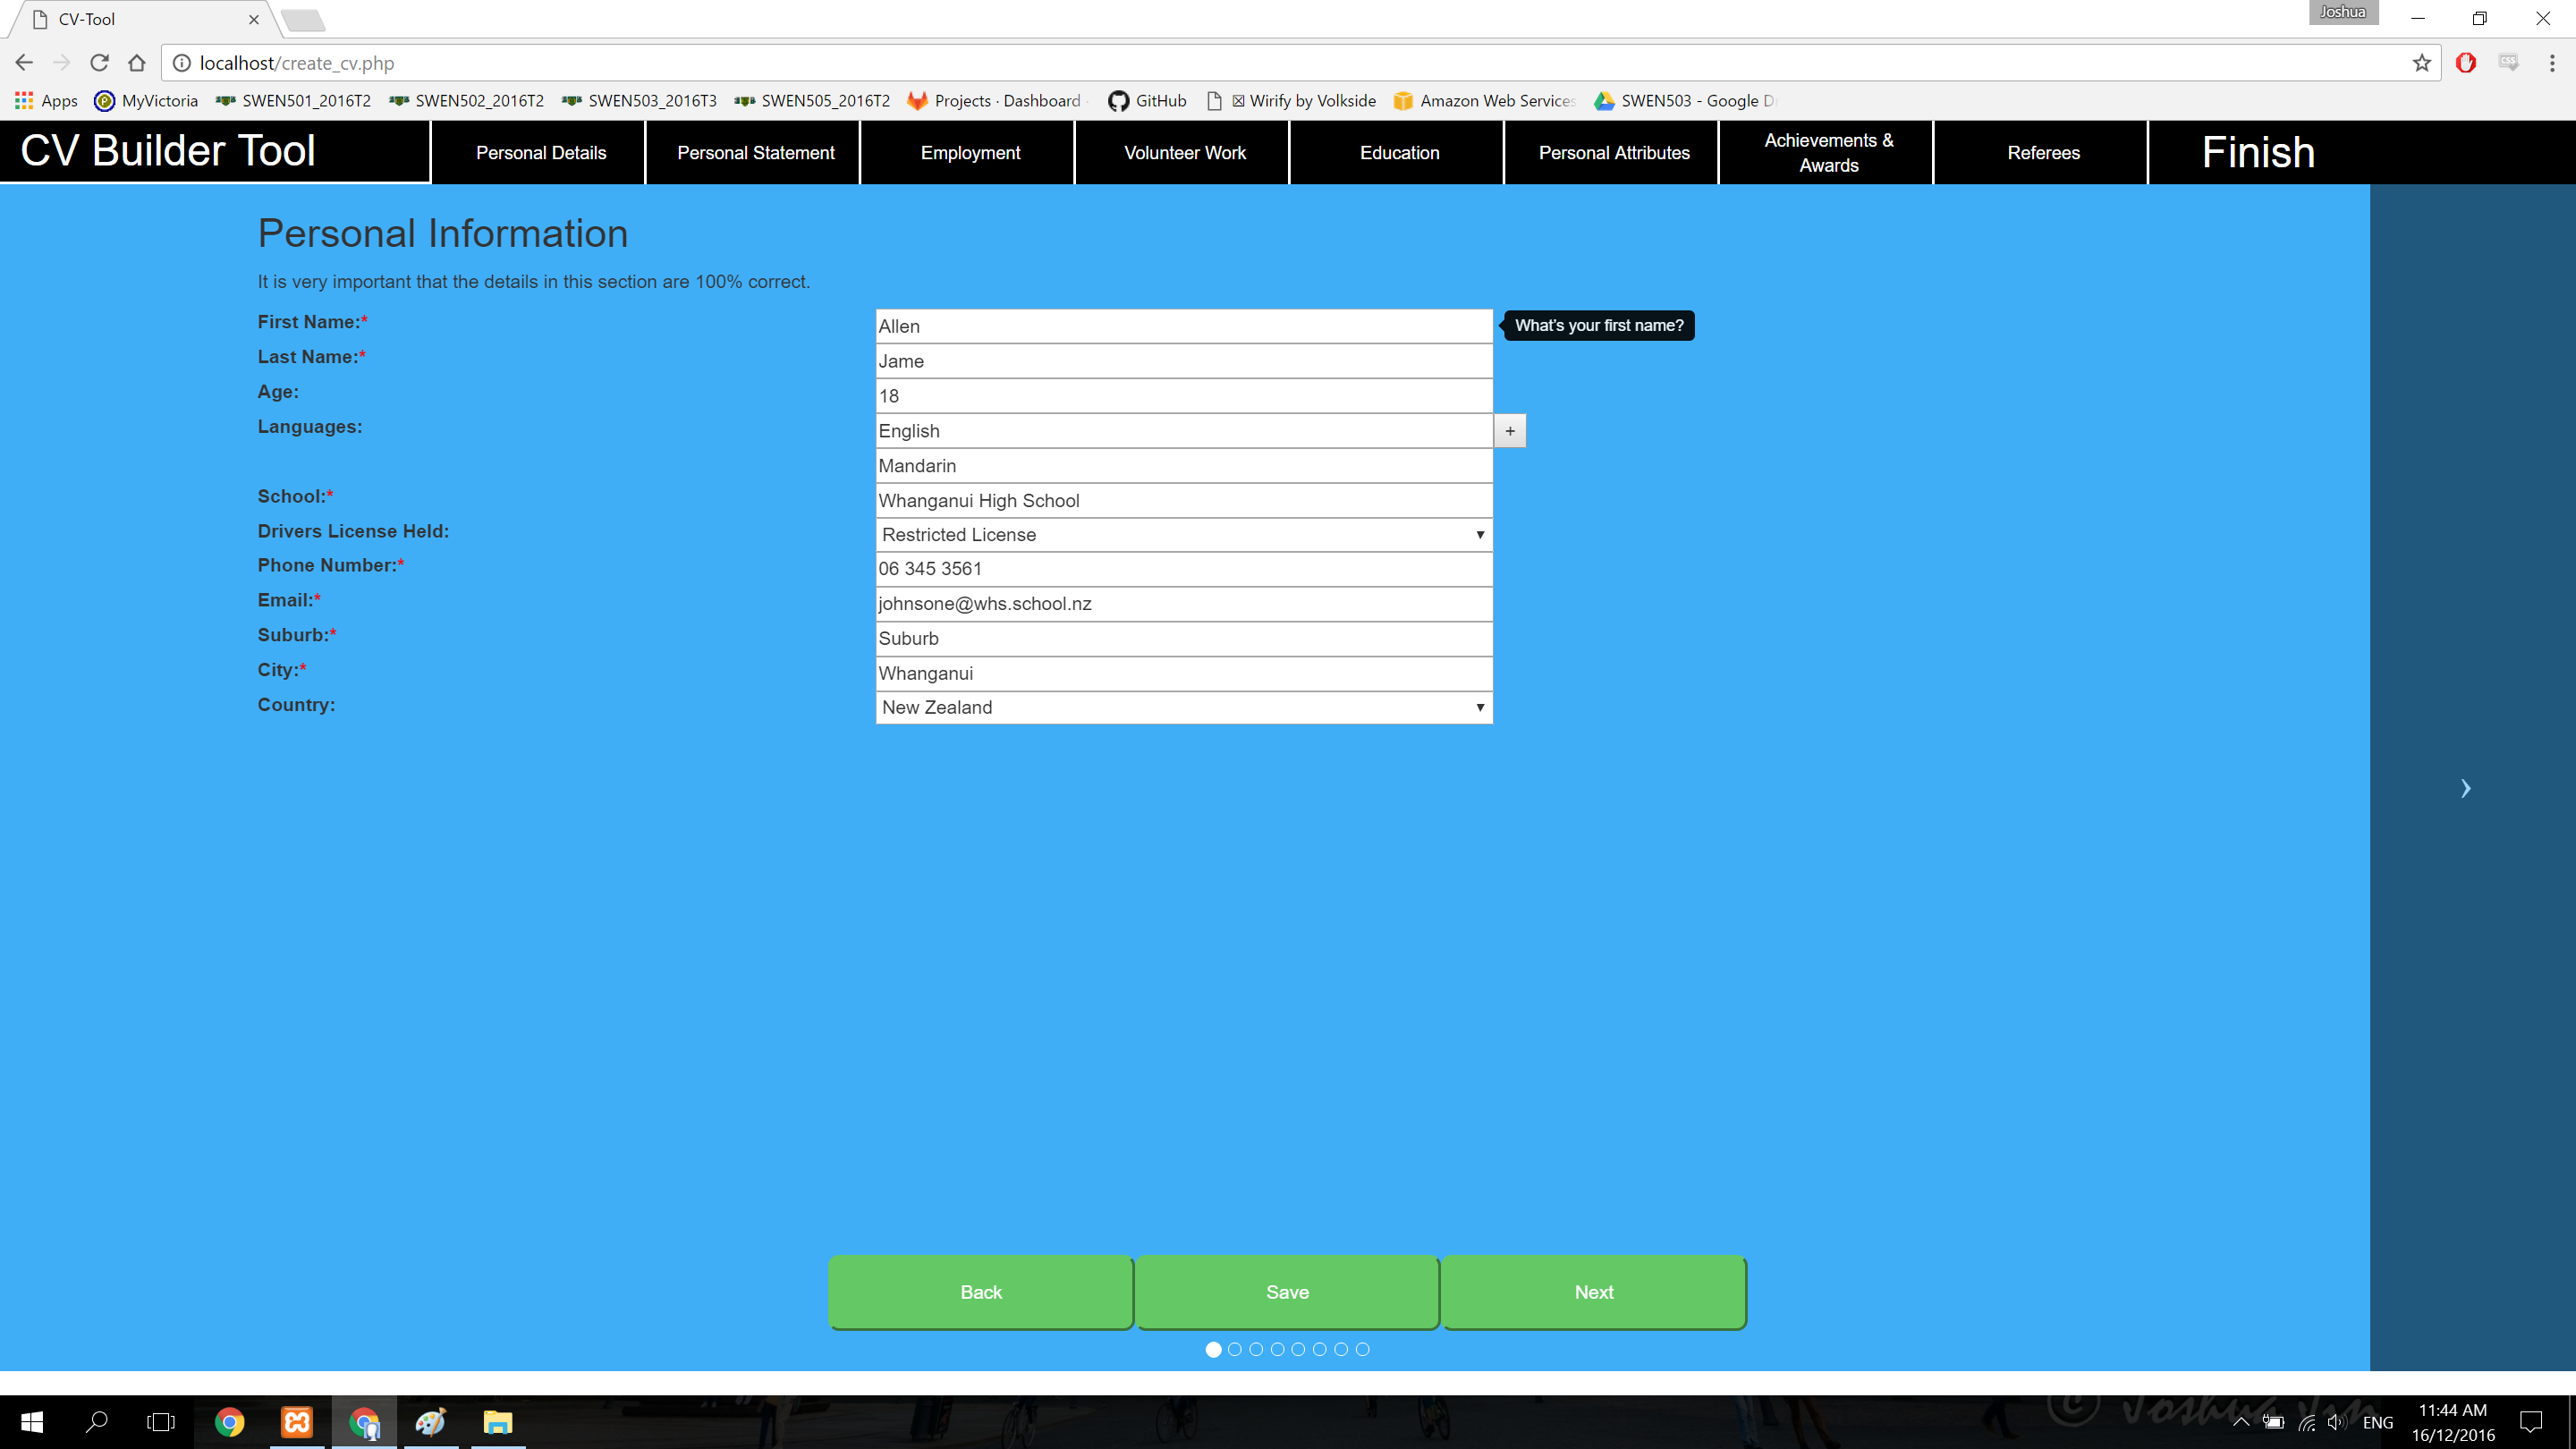 CV-Tool
Joshua
localhost/create_cv.php
Apps MyVictoria SWEN501_2016T2 SWEN502_2016T2 SWEN503_2016T3 SWEN505_2016T2 Projects · Dashboard GitHub Wirify by Volkside Amazon Web Services SWEN503 - Google D
CV Builder Tool
Personal Details
Personal Statement
Employment
Volunteer Work
Education
Personal Attributes
Achievements &
Awards
Referees
Finish
Personal Information
It is very important that the details in this section are 100% correct.
First Name:* Allen What's your first name?
Last Name:* Jame
Age: 18
Languages: English +
Mandarin
School:* Whanganui High School
Drivers License Held: Restricted License
Phone Number:* 06 345 3561
Email:* johnsone@whs.school.nz
Suburb:* Suburb
City:* Whanganui
Country: New Zealand
Back Save Next
© Joshua
ENG
11:44 AM
16/12/2016